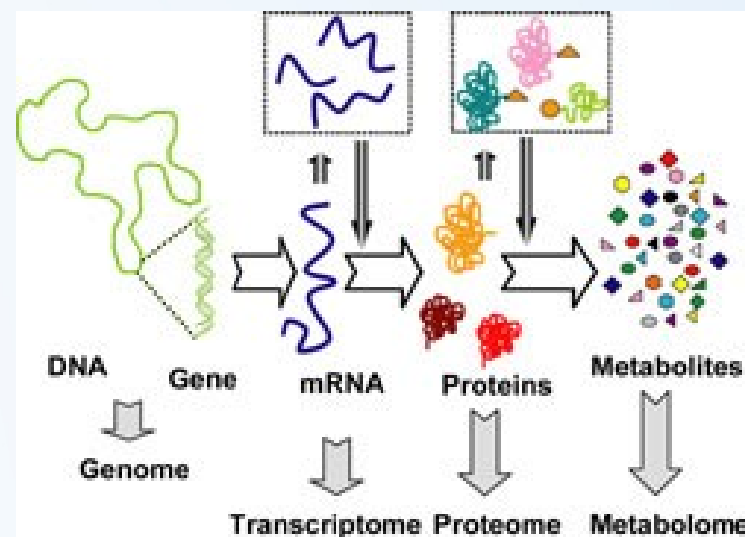 DNA
Gene
mRNA
Proteins
Metabolites
Genome
Transcriptome
Proteome
Metabolome